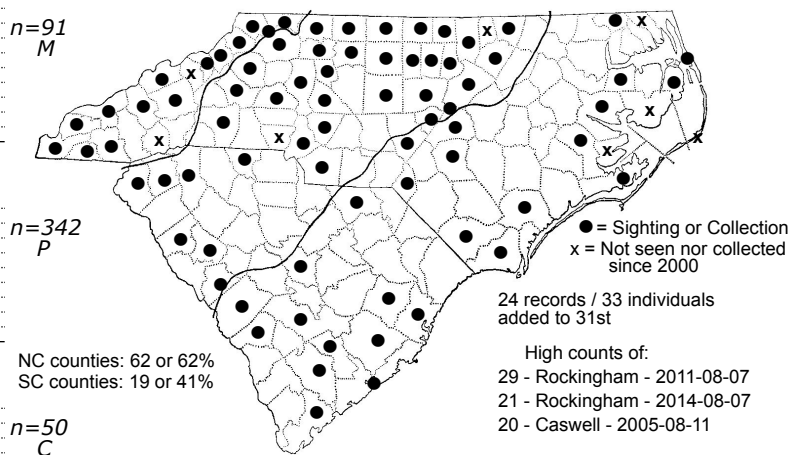 n=91
M
n=342
P
● = Sighting or Collection
x = Not seen nor collected
since 2000
24 records / 33 individuals
added to 31st
NC counties: 62 or 62%
SC counties: 19 or 41%
High counts of:
29 - Rockingham - 2011-08-07
21 - Rockingham - 2014-08-07
20 - Caswell - 2005-08-11
n=50
C